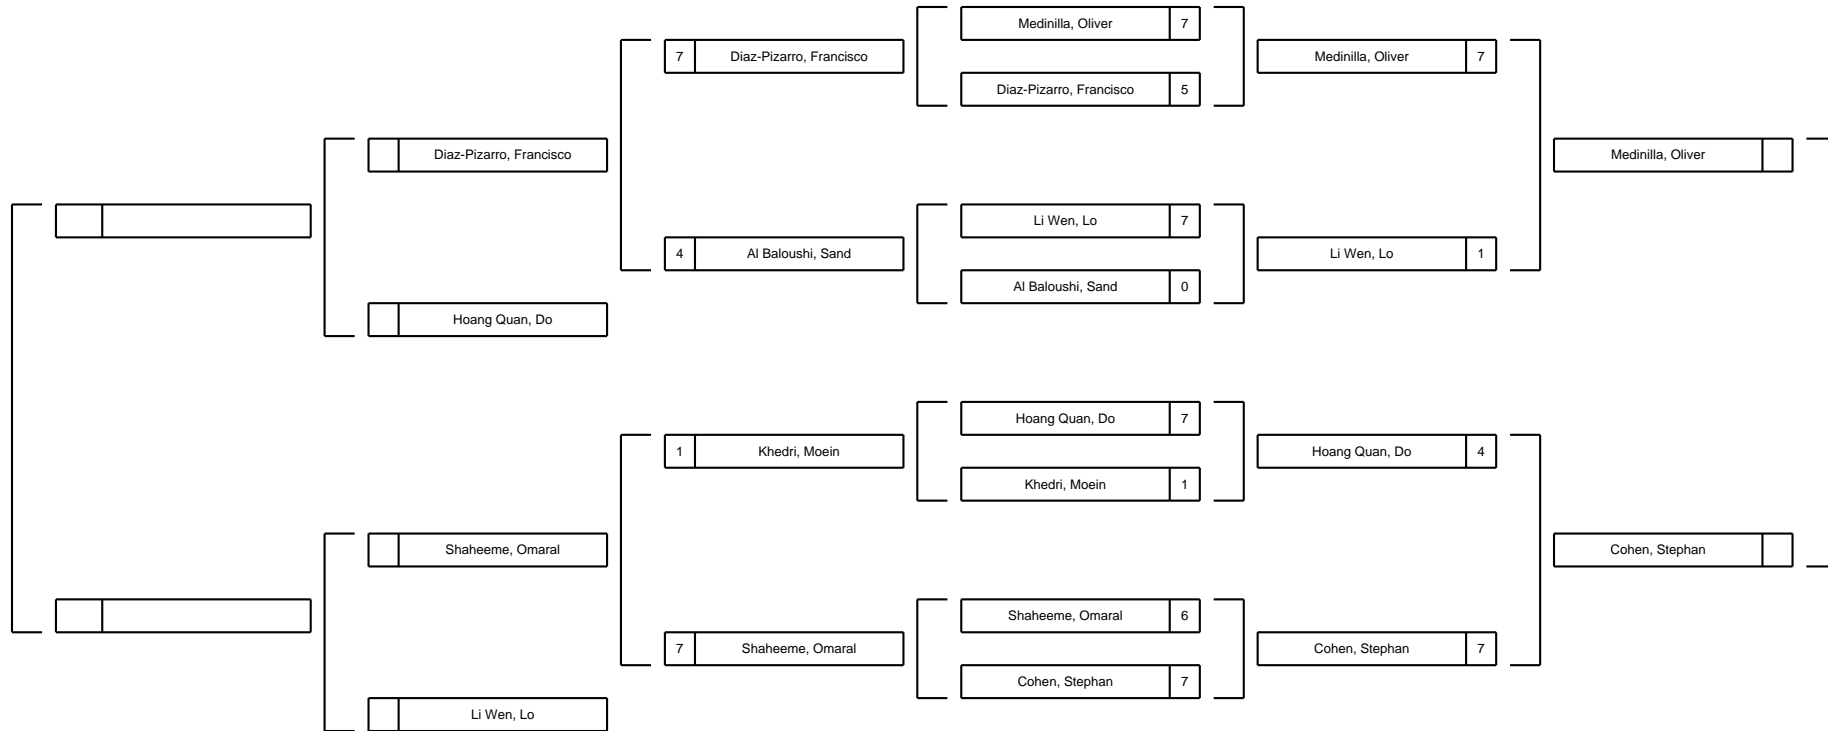 Medinilla, Oliver 7
7 Diaz-Pizarro, Francisco
Medinilla, Oliver 7
Diaz-Pizarro, Francisco 5
Diaz-Pizarro, Francisco
Medinilla, Oliver
Li Wen, Lo 7
4 Al Baloushi, Sand
Li Wen, Lo 1
Al Baloushi, Sand 0
Hoang Quan, Do
Hoang Quan, Do 7
1 Khedri, Moein
Hoang Quan, Do 4
Khedri, Moein 1
Shaheeme, Omaral
Cohen, Stephan
Shaheeme, Omaral 6
7 Shaheeme, Omaral
Cohen, Stephan 7
Cohen, Stephan 7
Li Wen, Lo